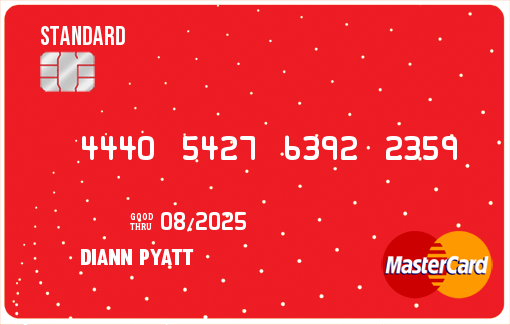 STANDARD
4440 5427 6392 2359
GOOD THRU 08/2025
DIANN PYATT
MasterCard